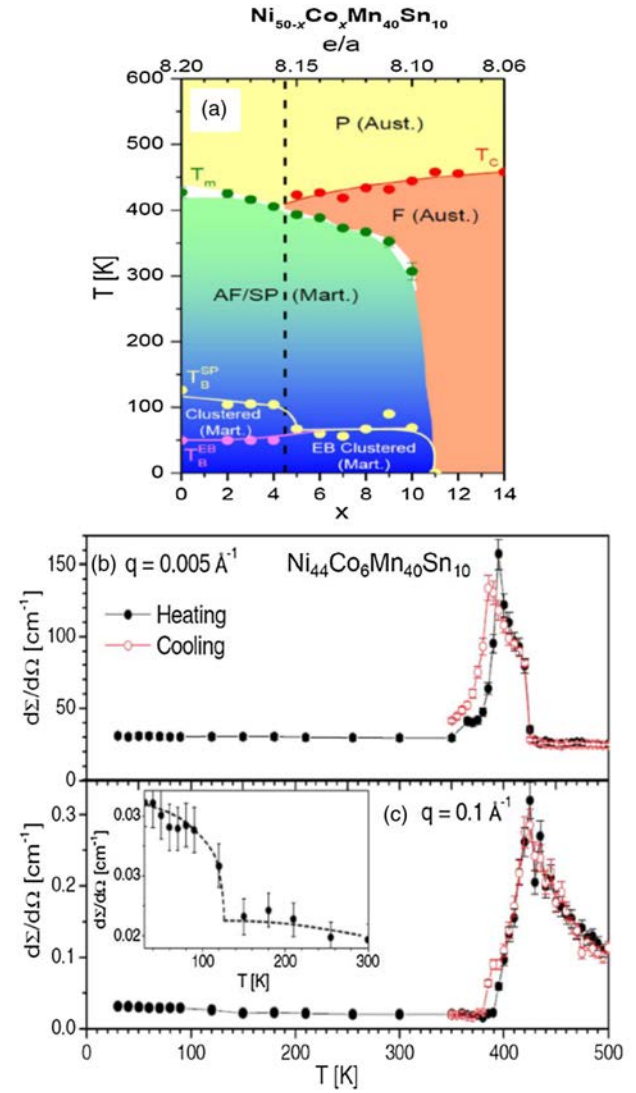 Ni50-xCoxMn40Sn10
e/a
8.20 8.15 8.10 8.06
600
(a)
P (Aust.)
500
TC
Tm
400
F (Aust.)
T [K]
300
AF/SP (Mart.)
200
TBSP
100
Clustered
(Mart.)
EB Clustered
(Mart.)
TBEB
0
0 2 4 6 8 10 12 14
x
150
(b) q = 0.005 Å-1 Ni44Co6Mn40Sn10
Heating
Cooling
100
dΣ/dΩ [cm-1]
50
0
0.3
0.03
(c) q = 0.1 Å-1
dΣ/dΩ [cm-1]
0.03
0.2
dΣ/dΩ [cm-1]
0.02
100 200 300
T [K]
0.1
0.0
0 100 200 300 400 500
T [K]